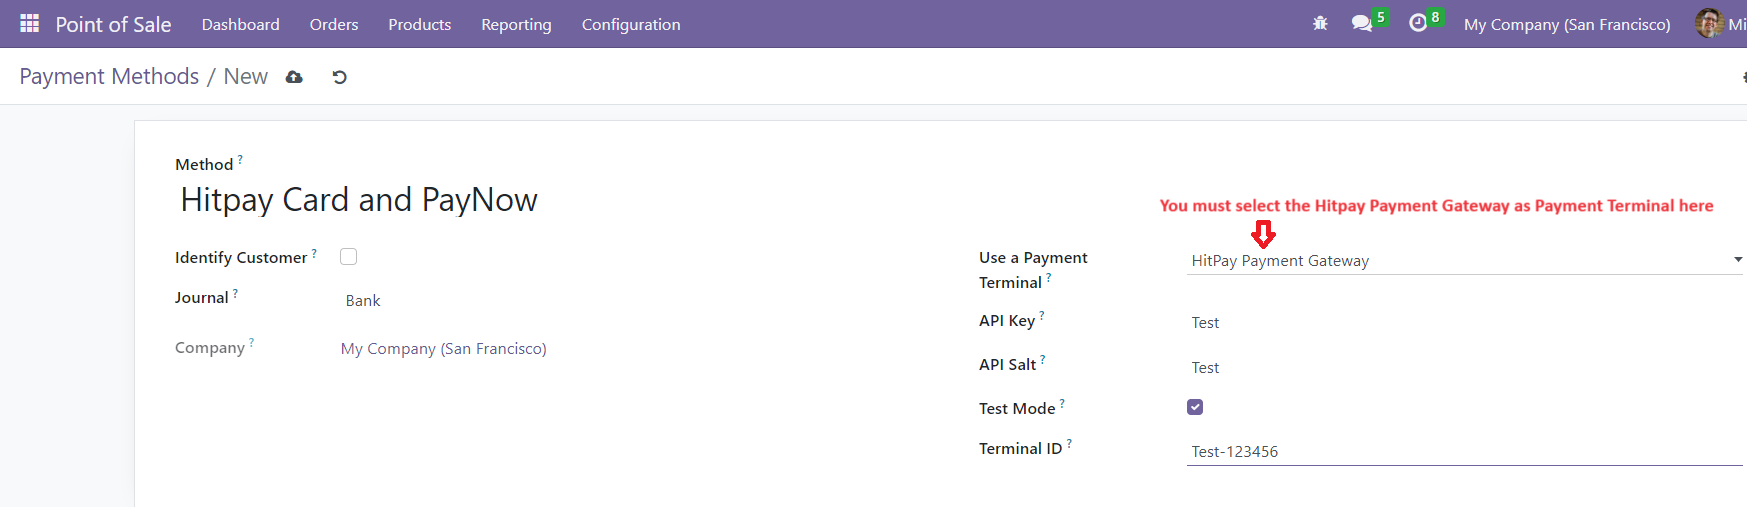 Point of Sale Dashboard Orders Products Reporting Configuration 5 8 My Company (San Francisco) Mi
Payment Methods / New
Method ?
Hitpay Card and PayNow
You must select the Hitpay Payment Gateway as Payment Terminal here
Identify Customer ?
Journal ? Bank
Company ? My Company (San Francisco)
Use a Payment Terminal ? HitPay Payment Gateway
API Key ? Test
API Salt ? Test
Test Mode ?
Terminal ID ? Test-123456